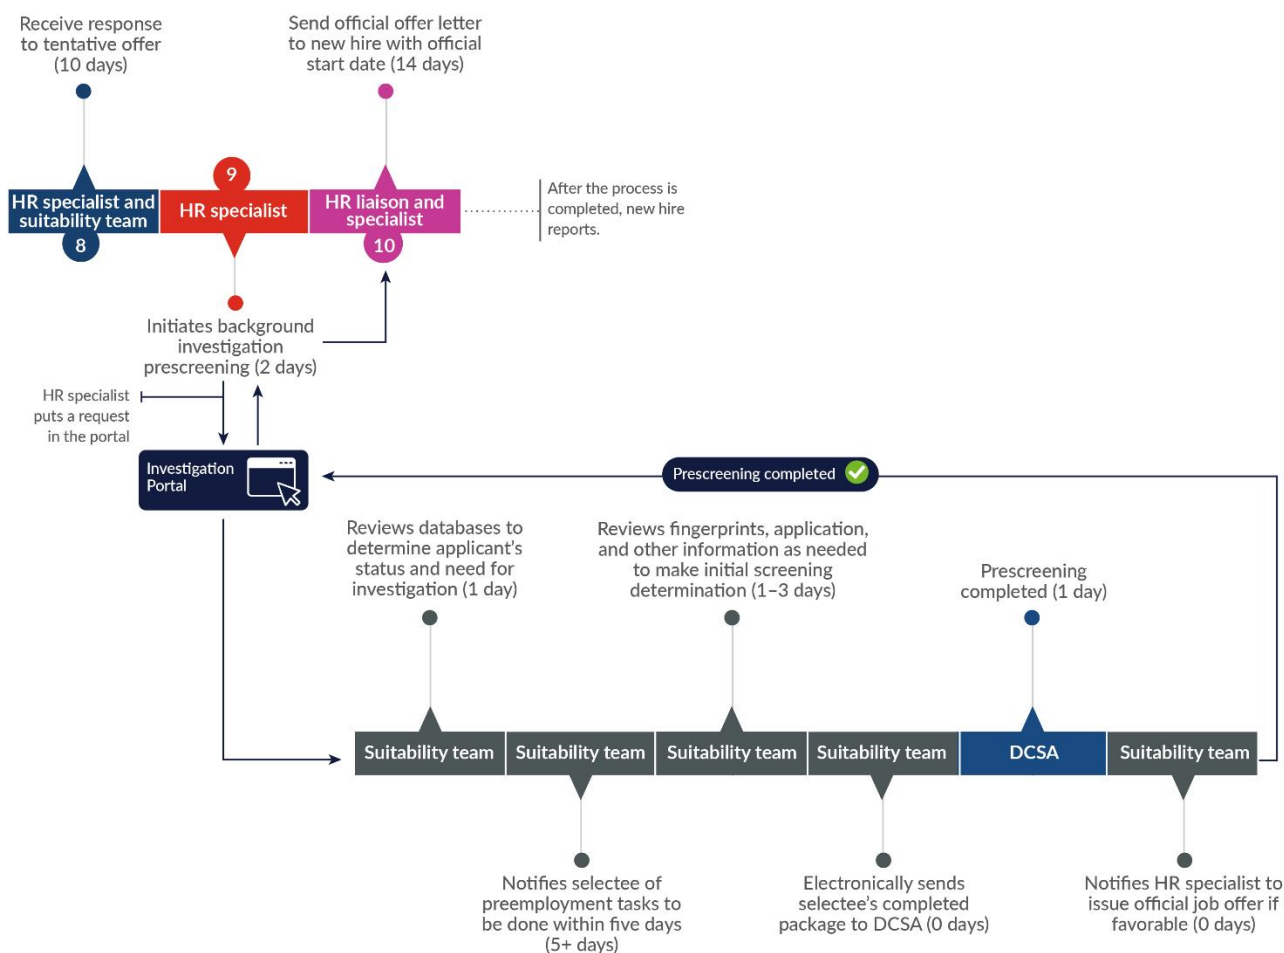 Receive response
to tentative offer
(10 days)
Send official offer letter
to new hire with official
start date (14 days)
HR specialist and
suitability team
8
9
HR specialist
HR liaison and
specialist
10
After the process is
completed, new hire
reports.
Initiates background
investigation
prescreening (2 days)
HR specialist
puts a request
in the portal
Investigation
Portal
Prescreening completed
Reviews databases to
determine applicant’s
status and need for
investigation (1 day)
Reviews fingerprints, application,
and other information as needed
to make initial screening
determination (1–3 days)
Prescreening
completed (1 day)
Suitability team
Suitability team
Suitability team
Suitability team
DCSA
Suitability team
Notifies selectee of
preemployment tasks to
be done within five days
(5+ days)
Electronically sends
selectee’s completed
package to DCSA (0 days)
Notifies HR specialist to
issue official job offer if
favorable (0 days)